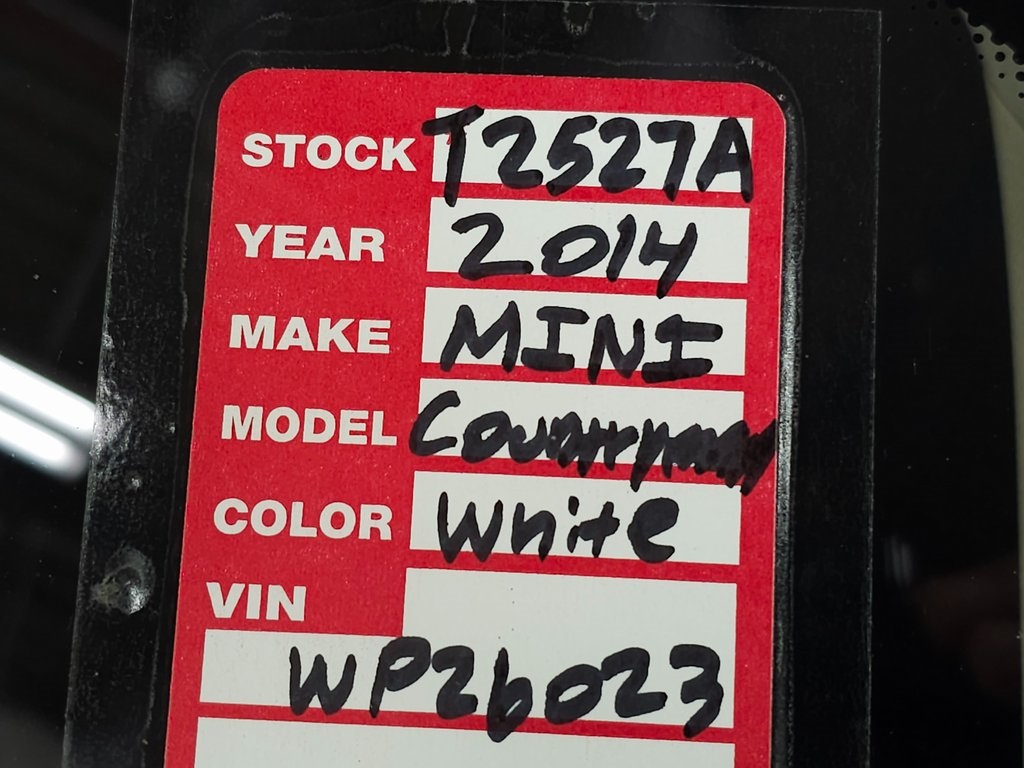 STOCK T2527A
YEAR 2014
MAKE MINI
MODEL Countryman
COLOR White
VIN
WP26023